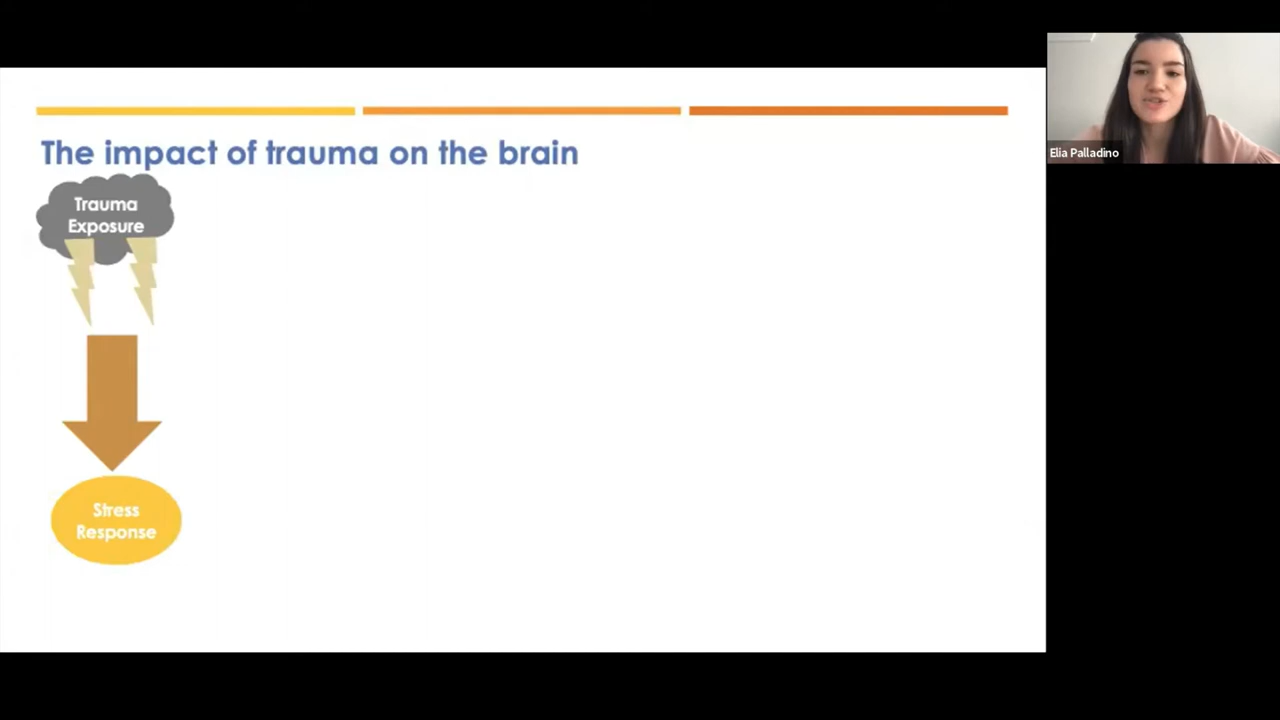 The impact of trauma on the brain
Trauma
Exposure
Stress
Response
Elia Palladino